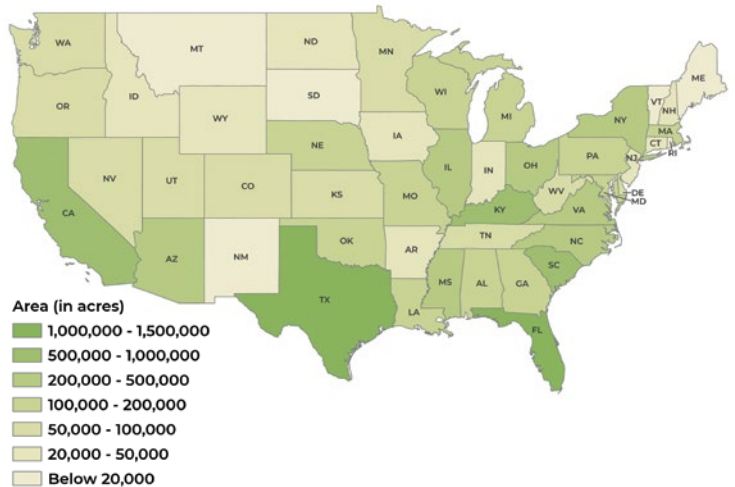 WA
MT
ND
MN
OR
ID
WY
SD
WI
MI
NY
VT
NH
ME
MA
CT
RI
NV
UT
CO
NE
IA
IL
IN
OH
PA
NJ
DE
MD
CA
KS
MO
KY
WV
VA
AZ
NM
OK
AR
TN
NC
SC
TX
LA
MS
AL
GA
FL
Area (in acres)
1,000,000 - 1,500,000
500,000 - 1,000,000
200,000 - 500,000
100,000 - 200,000
50,000 - 100,000
20,000 - 50,000
Below 20,000